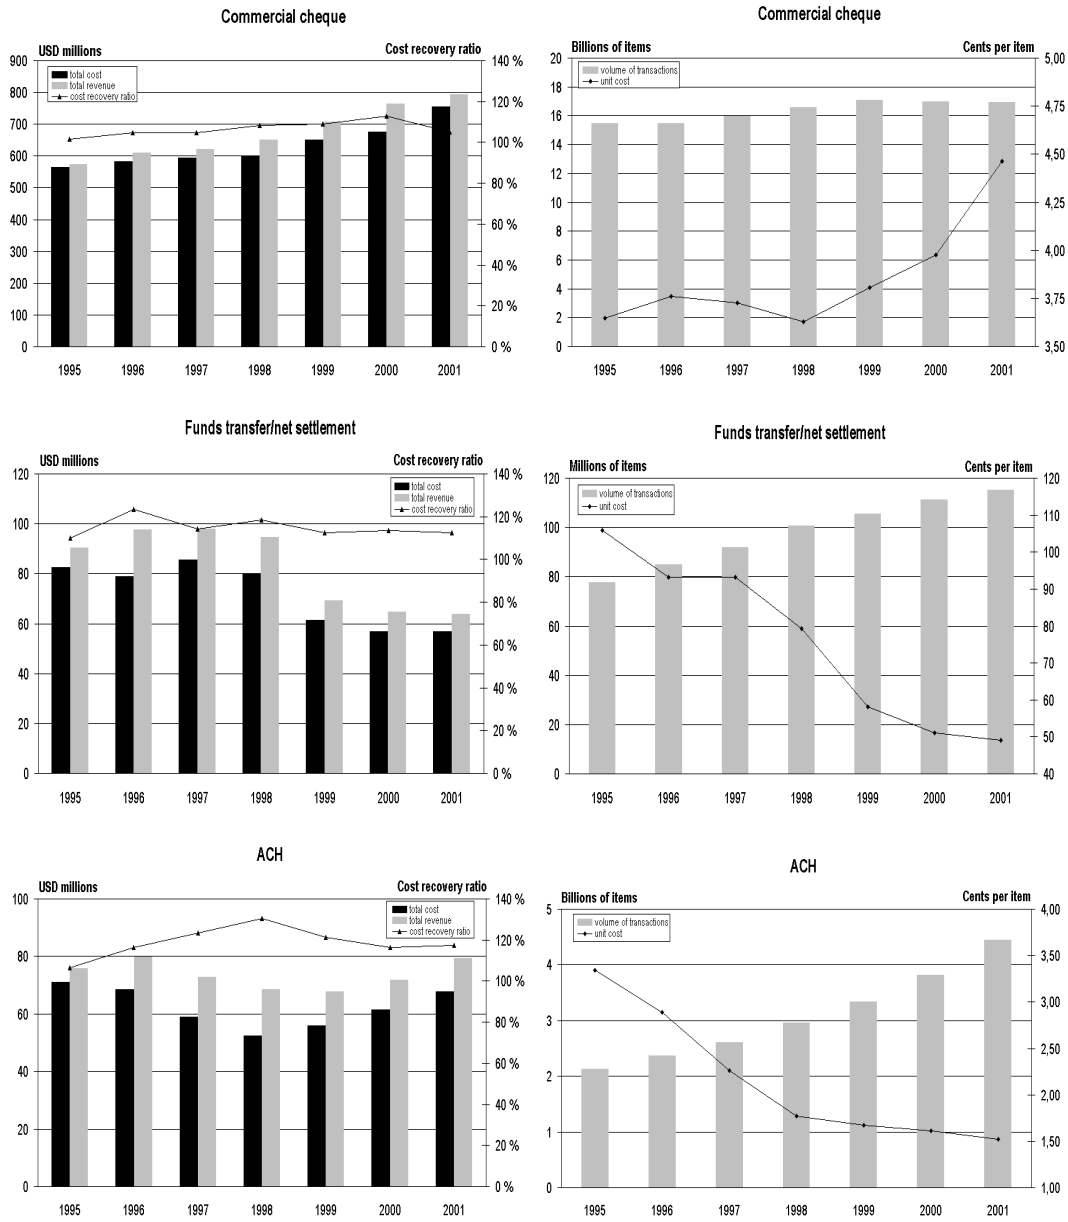 Commercial cheque
USD millions Cost recovery ratio
900 140 %
800 120 %
700 100 %
600 80 %
500 60 %
400 40 %
300 20 %
200 0 %
100
0
total cost
total revenue
cost recovery ratio
1995 1996 1997 1998 1999 2000 2001
Commercial cheque
Billions of items Cents per item
20 5,00
18 4,75
16 4,50
14 4,25
12 4,00
10 3,75
8 3,50
6
4
2
0
volume of transactions
unit cost
1995 1996 1997 1998 1999 2000 2001
Funds transfer/net settlement
USD millions Cost recovery ratio
120 140 %
100 120 %
80 100 %
60 80 %
40 60 %
20 40 %
0 20 %
0 %
total cost
total revenue
cost recovery ratio
1995 1996 1997 1998 1999 2000 2001
Funds transfer/net settlement
Millions of items Cents per item
120 120
100 110
80 100
60 90
40 80
20 70
0 60
50
40
volume of transactions
unit cost
1995 1996 1997 1998 1999 2000 2001
ACH
USD millions Cost recovery ratio
100 140 %
80 120 %
60 100 %
40 80 %
20 60 %
0 40 %
20 %
0 %
total cost
total revenue
cost recovery ratio
1995 1996 1997 1998 1999 2000 2001
ACH
Billions of items Cents per item
5 4,00
4 3,50
3 3,00
2 2,50
1 2,00
0 1,50
1,00
volume of transactions
unit cost
1995 1996 1997 1998 1999 2000 2001